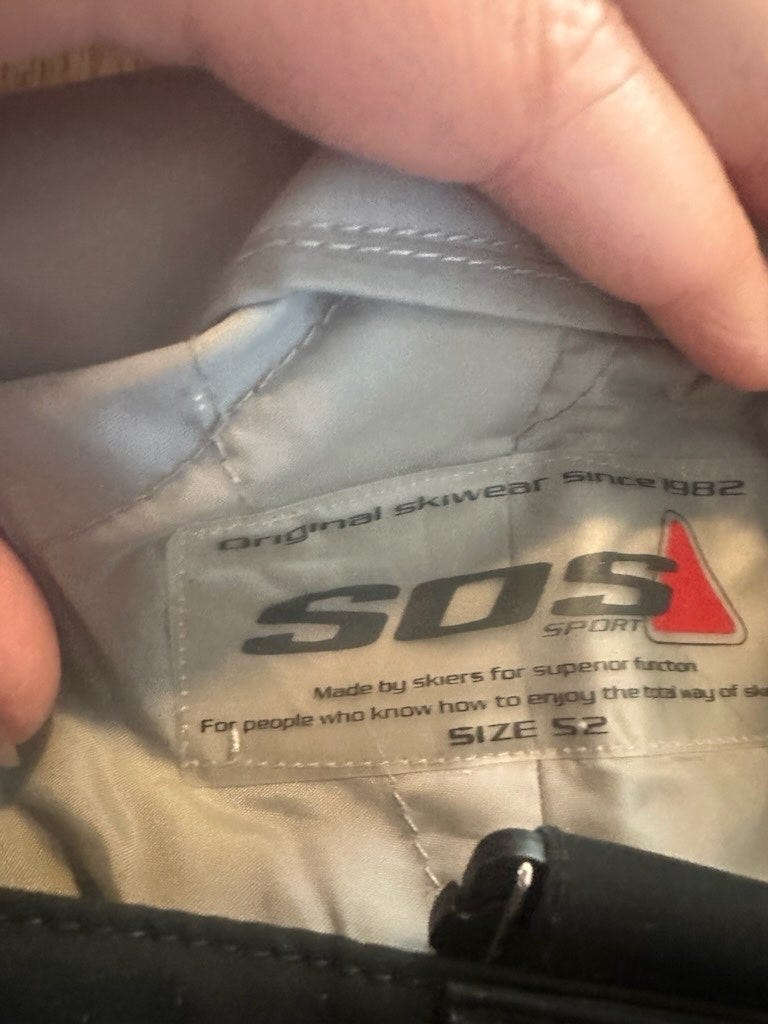 Original skiwear since 1982
SOS
SPORT
Made by skiers for superior function
For people who know how to enjoy the total way of
SIZE 52